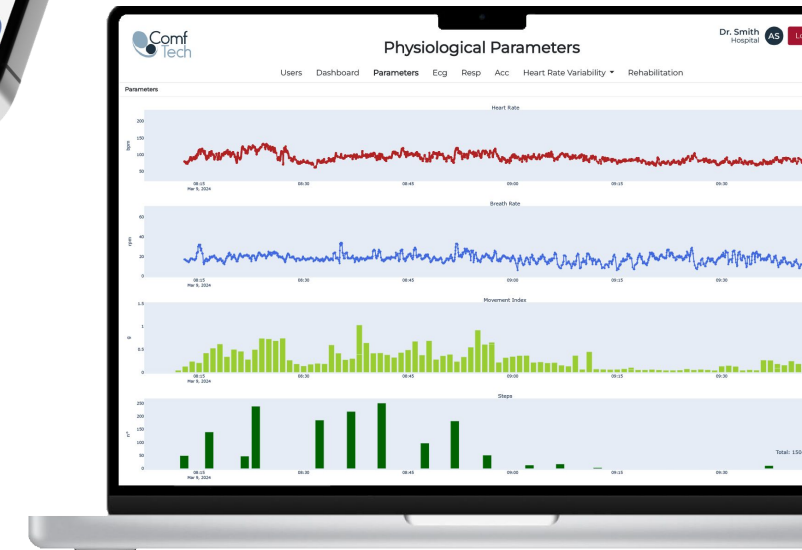 Comf
Tech
Physiological Parameters
Dr. Smith
Hospital
AS
Lo
Users Dashboard Parameters Ecg Resp Acc Heart Rate Variability Rehabilitation
Parameters
Heart Rate
200
150
100
50
bpm
08:15 08:30 08:45 09:00 09:15 09:30
Mar 9, 2024
Breath Rate
60
40
20
0
rpm
08:15 08:30 08:45 09:00 09:15 09:30
Mar 9, 2024
Movement Index
1.5
1
0.5
0
g
08:15 08:30 08:45 09:00 09:15 09:30
Mar 9, 2024
Steps
250
200
150
100
50
0
n°
Total: 150
08:15 08:30 08:45 09:00 09:15 09:30
Mar 9, 2024